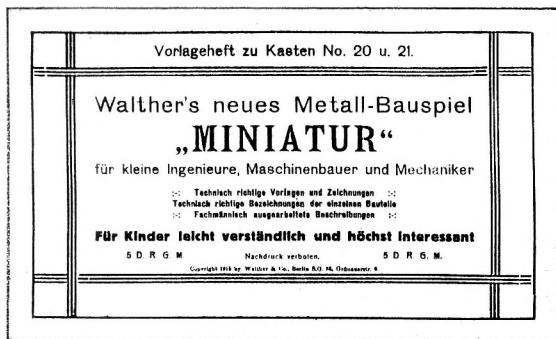 Vorlageheft zu Kasten No. 20 u. 21.
Walther's neues Metall-Bauspiel
„MINIATUR“
für kleine Ingenieure, Maschinenbauer und Mechaniker
:-: Technisch richtige Vorlagen und Zeichnungen :-:
Technisch richtige Bezeichnungen der einzelnen Bauteile
:-: Fachmännisch ausgearbeitete Beschreibungen :-:
Für Kinder leicht verständlich und höchst interessant
5 D. R. G. M. Nachdruck verboten. 5 D. R. G. M.
Copyright by Walther & Co., Berlin S.O.